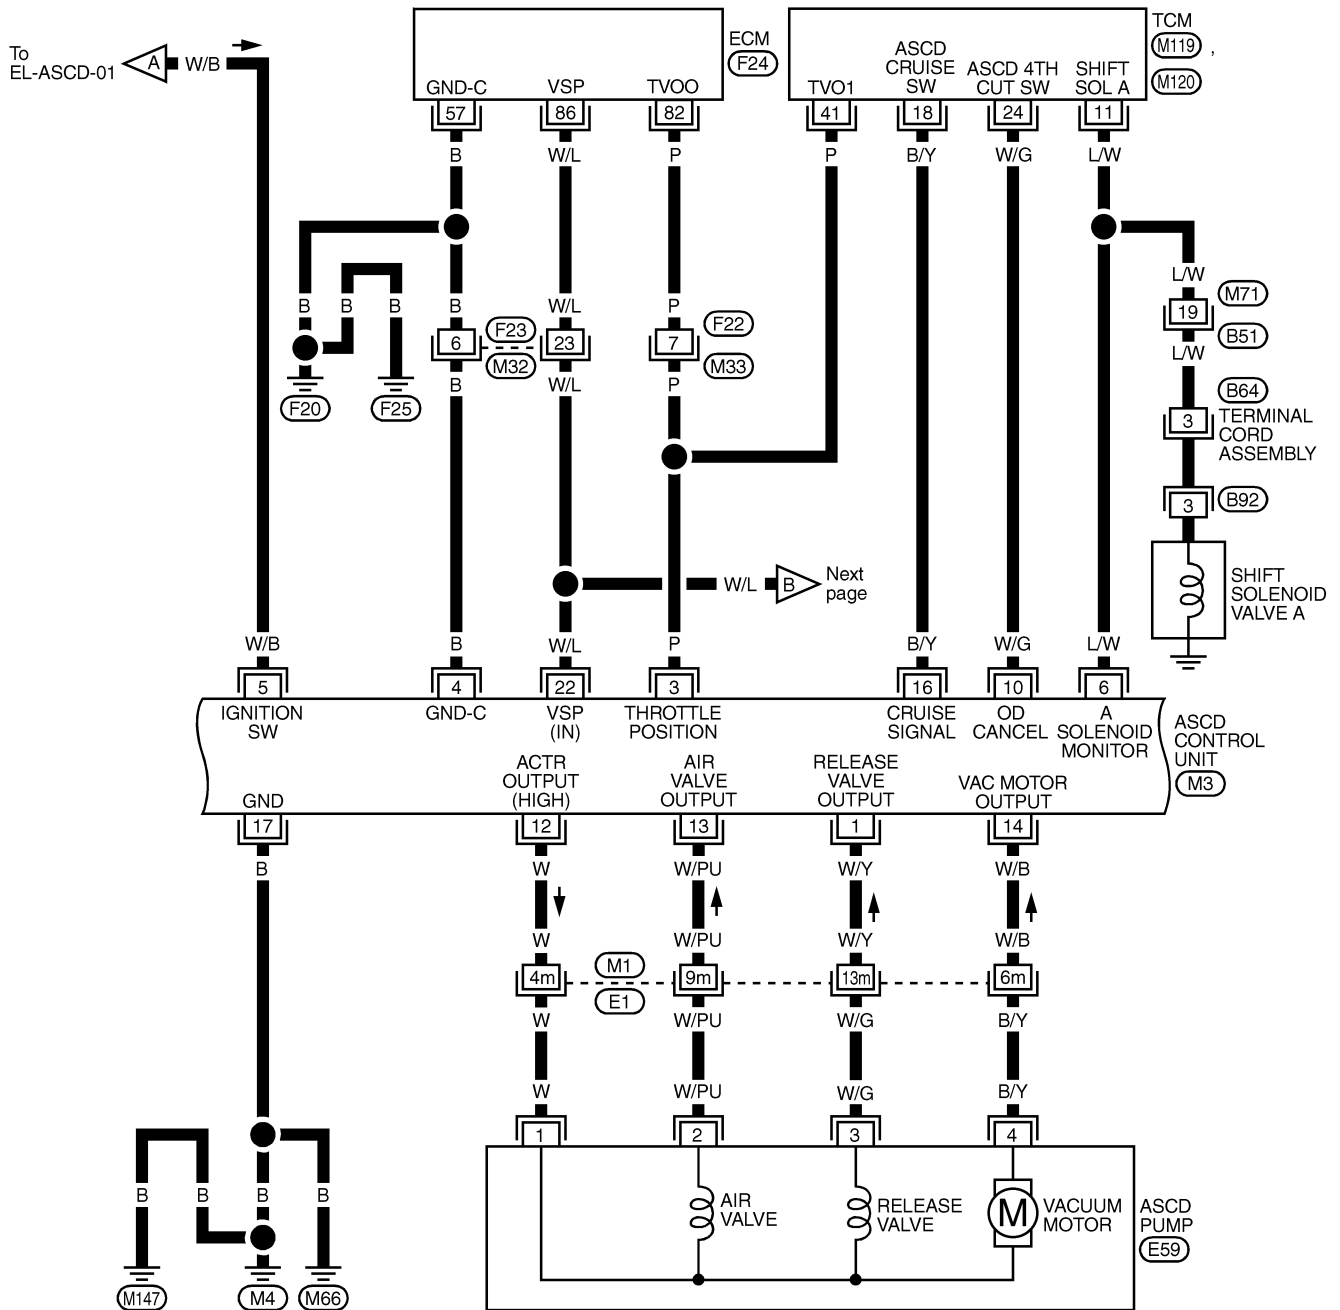 To
EL-ASCD-01
A
W/B
ECM
F24
TCM
M119 ,
M120
GND-C
VSP
TVOO
TVO1
ASCD
CRUISE
SW
ASCD 4TH
CUT SW
SHIFT
SOL A
57
86
82
41
18
24
11
B
W/L
P
P
B/Y
W/G
L/W
L/W
M71
19
B51
L/W
B
B
B
B
W/L
P
6
F23
M32
23
F22
7
M33
B
W/L
P
F20
F25
B64
3
TERMINAL
CORD
ASSEMBLY
3
B92
W/L
B
Next
page
SHIFT
SOLENOID
VALVE A
W/B
B
W/L
P
B/Y
W/G
L/W
5
4
22
3
16
10
6
IGNITION
SW
GND-C
VSP
(IN)
THROTTLE
POSITION
CRUISE
SIGNAL
OD
CANCEL
A
SOLENOID
MONITOR
ASCD
CONTROL
UNIT
M3
GND
ACTR
OUTPUT
(HIGH)
AIR
VALVE
OUTPUT
RELEASE
VALVE
OUTPUT
VAC MOTOR
OUTPUT
17
12
13
1
14
B
W
W/PU
W/Y
W/B
W
W/PU
W/Y
W/B
4m
M1
E1
9m
13m
6m
W
W/PU
W/G
B/Y
W
W/PU
W/G
B/Y
1
2
3
4
B
B
B
B
AIR
VALVE
RELEASE
VALVE
M
VACUUM
MOTOR
ASCD
PUMP
E59
M147
M4
M66